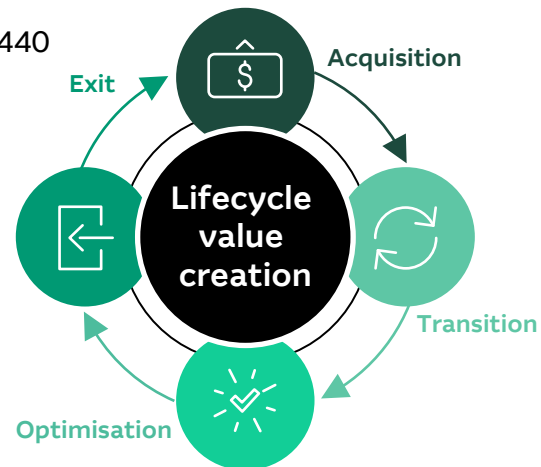 440
Acquisition
Exit
$
Lifecycle
value
creation
Transition
Optimisation